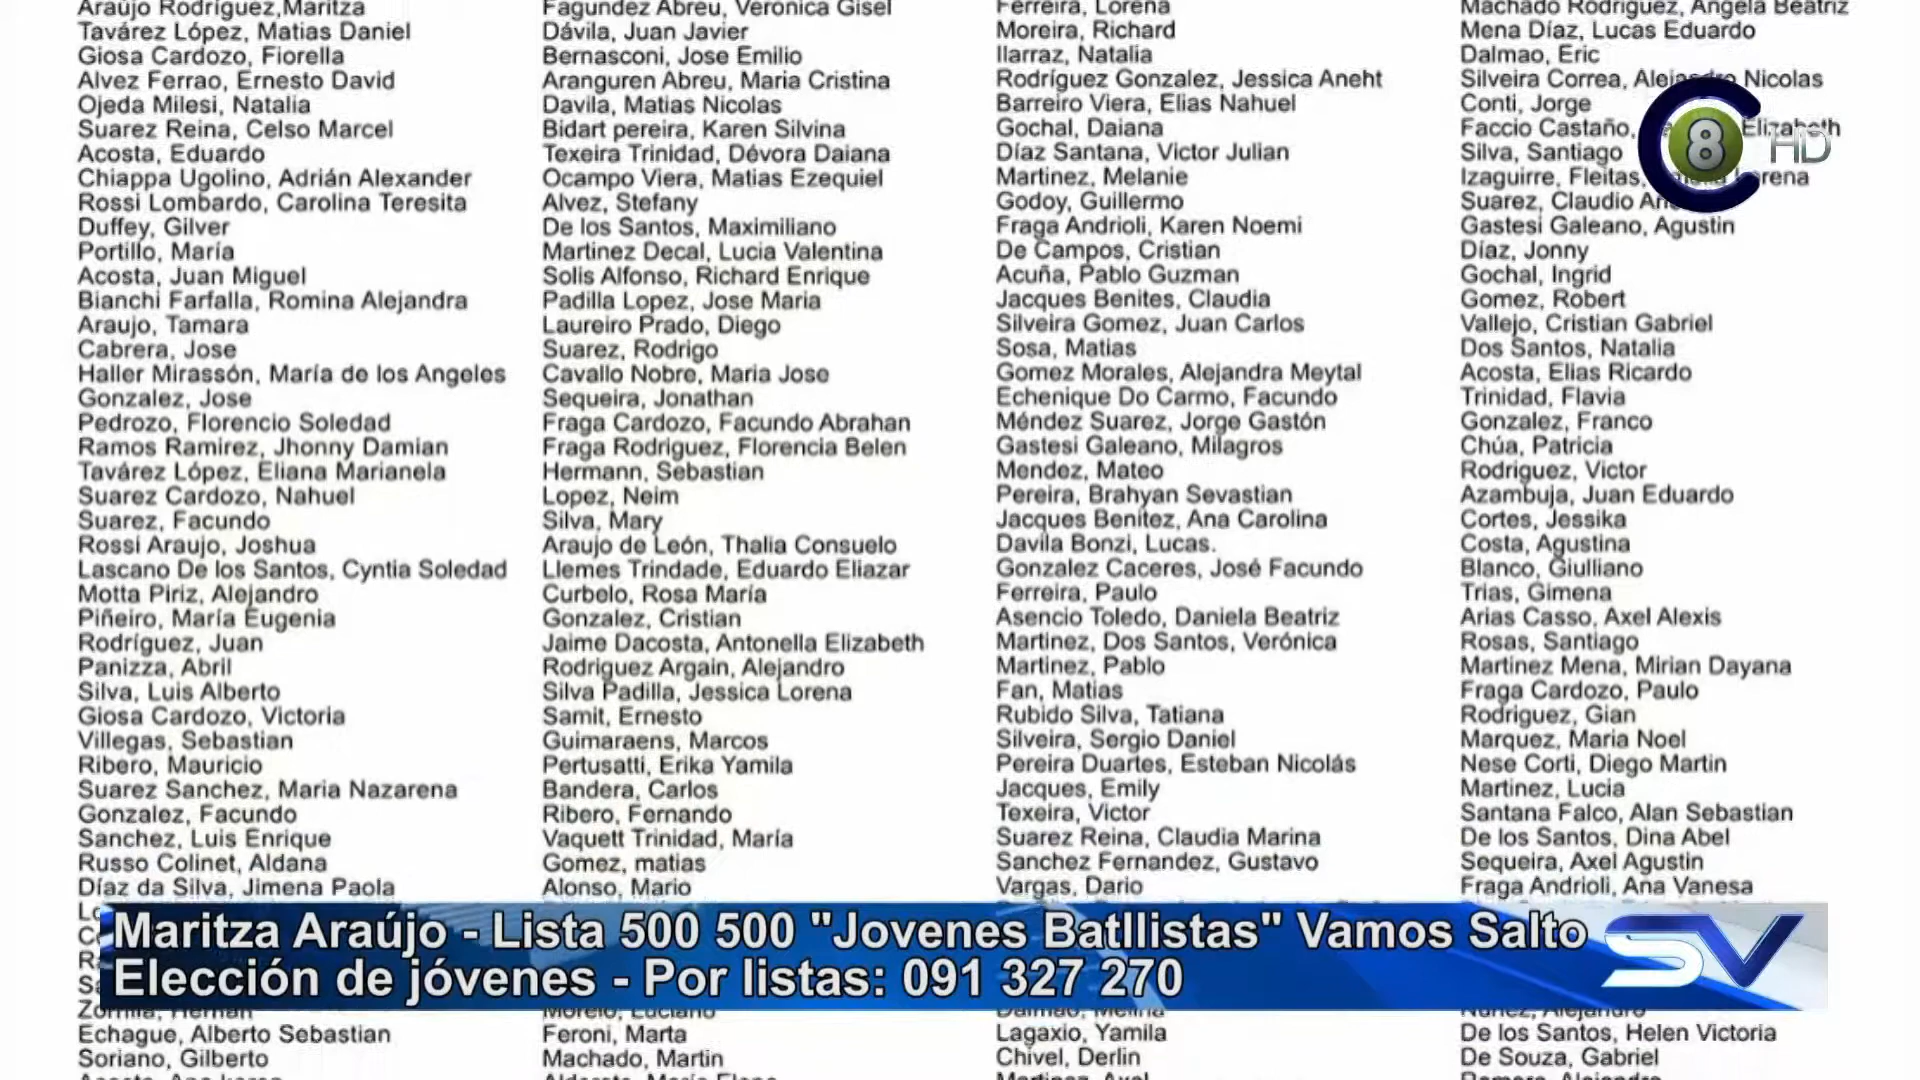 Araújo Rodríguez,Maritza
Tavárez López, Matias Daniel
Giosa Cardozo, Fiorella
Alvez Ferrao, Ernesto David
Ojeda Milesi, Natalia
Suarez Reina, Celso Marcel
Acosta, Eduardo
Chiappa Ugolino, Adrián Alexander
Rossi Lombardo, Carolina Teresita
Duffey, Gilver
Portillo, María
Acosta, Juan Miguel
Bianchi Farfalla, Romina Alejandra
Araujo, Tamara
Cabrera, Jose
Haller Mirassón, María de los Angeles
Gonzalez, Jose
Pedrozo, Florencio Soledad
Ramos Ramirez, Jhonny Damian
Tavárez López, Eliana Marianela
Suarez Cardozo, Nahuel
Suarez, Facundo
Rossi Araujo, Joshua
Lascano De los Santos, Cyntia Soledad
Motta Piriz, Alejandro
Piñeiro, María Eugenia
Rodríguez, Juan
Panizza, Abril
Silva, Luis Alberto
Giosa Cardozo, Victoria
Villegas, Sebastian
Ribero, Mauricio
Suarez Sanchez, Maria Nazarena
Gonzalez, Facundo
Sanchez, Luis Enrique
Russo Colinet, Aldana
Díaz da Silva, Jimena Paola
Zorrilla, Hernan
Echague, Alberto Sebastian
Soriano, Gilberto
Fagundez Abreu, Veronica Gisel
Dávila, Juan Javier
Bernasconi, Jose Emilio
Aranguren Abreu, Maria Cristina
Davila, Matias Nicolas
Bidart pereira, Karen Silvina
Texeira Trinidad, Dévora Daiana
Ocampo Viera, Matias Ezequiel
Alvez, Stefany
De los Santos, Maximiliano
Martinez Decal, Lucia Valentina
Solis Alfonso, Richard Enrique
Padilla Lopez, Jose Maria
Laureiro Prado, Diego
Suarez, Rodrigo
Cavallo Nobre, Maria Jose
Sequeira, Jonathan
Fraga Cardozo, Facundo Abrahan
Fraga Rodriguez, Florencia Belen
Hermann, Sebastian
Lopez, Neim
Silva, Mary
Araujo de León, Thalia Consuelo
Llemes Trindade, Eduardo Eliazar
Curbelo, Rosa María
Gonzalez, Cristian
Jaime Dacosta, Antonella Elizabeth
Rodriguez Argain, Alejandro
Silva Padilla, Jessica Lorena
Samit, Ernesto
Guimaraens, Marcos
Pertusatti, Erika Yamila
Bandera, Carlos
Ribero, Fernando
Vaquett Trinidad, María
Gomez, matias
Alonso, Mario
Morelo, Luciano
Feroni, Marta
Machado, Martin
Ferreira, Lorena
Moreira, Richard
Ilarraz, Natalia
Rodríguez Gonzalez, Jessica Aneht
Barreiro Viera, Elias Nahuel
Gochal, Daiana
Díaz Santana, Victor Julian
Martinez, Melanie
Godoy, Guillermo
Fraga Andrioli, Karen Noemi
De Campos, Cristian
Acuña, Pablo Guzman
Jacques Benites, Claudia
Silveira Gomez, Juan Carlos
Sosa, Matias
Gomez Morales, Alejandra Meytal
Echenique Do Carmo, Facundo
Méndez Suarez, Jorge Gastón
Gastesi Galeano, Milagros
Mendez, Mateo
Pereira, Brahyan Sevastian
Jacques Benítez, Ana Carolina
Davila Bonzi, Lucas.
Gonzalez Caceres, José Facundo
Ferreira, Paulo
Asencio Toledo, Daniela Beatriz
Martinez, Dos Santos, Verónica
Martinez, Pablo
Fan, Matias
Rubido Silva, Tatiana
Silveira, Sergio Daniel
Pereira Duartes, Esteban Nicolás
Jacques, Emily
Texeira, Victor
Suarez Reina, Claudia Marina
Sanchez Fernandez, Gustavo
Vargas, Dario
Dalmao, Melina
Lagaxio, Yamila
Chivel, Derlin
Machado Rodriguez, Angela Beatriz
Mena Díaz, Lucas Eduardo
Dalmao, Eric
Silveira Correa, Alejandro Nicolas
Conti, Jorge
Faccio Castaño, Elizabeth
Silva, Santiago
Izaguirre, Fleitas, Lorena
Suarez, Claudio
Gastesi Galeano, Agustin
Díaz, Jonny
Gochal, Ingrid
Gomez, Robert
Vallejo, Cristian Gabriel
Dos Santos, Natalia
Acosta, Elias Ricardo
Trinidad, Flavia
Gonzalez, Franco
Chúa, Patricia
Rodriguez, Victor
Azambuja, Juan Eduardo
Cortes, Jessika
Costa, Agustina
Blanco, Giulliano
Trias, Gimena
Arias Casso, Axel Alexis
Rosas, Santiago
Martinez Mena, Mirian Dayana
Fraga Cardozo, Paulo
Rodriguez, Gian
Marquez, Maria Noel
Nese Corti, Diego Martin
Martinez, Lucia
Santana Falco, Alan Sebastian
De los Santos, Dina Abel
Sequeira, Axel Agustin
Fraga Andrioli, Ana Vanesa
Nuñez, Alejandro
De los Santos, Helen Victoria
De Souza, Gabriel
C 8 HD
Maritza Araújo - Lista 500 500 "Jovenes Batllistas" Vamos Salto
Elección de jóvenes - Por listas: 091 327 270
SV